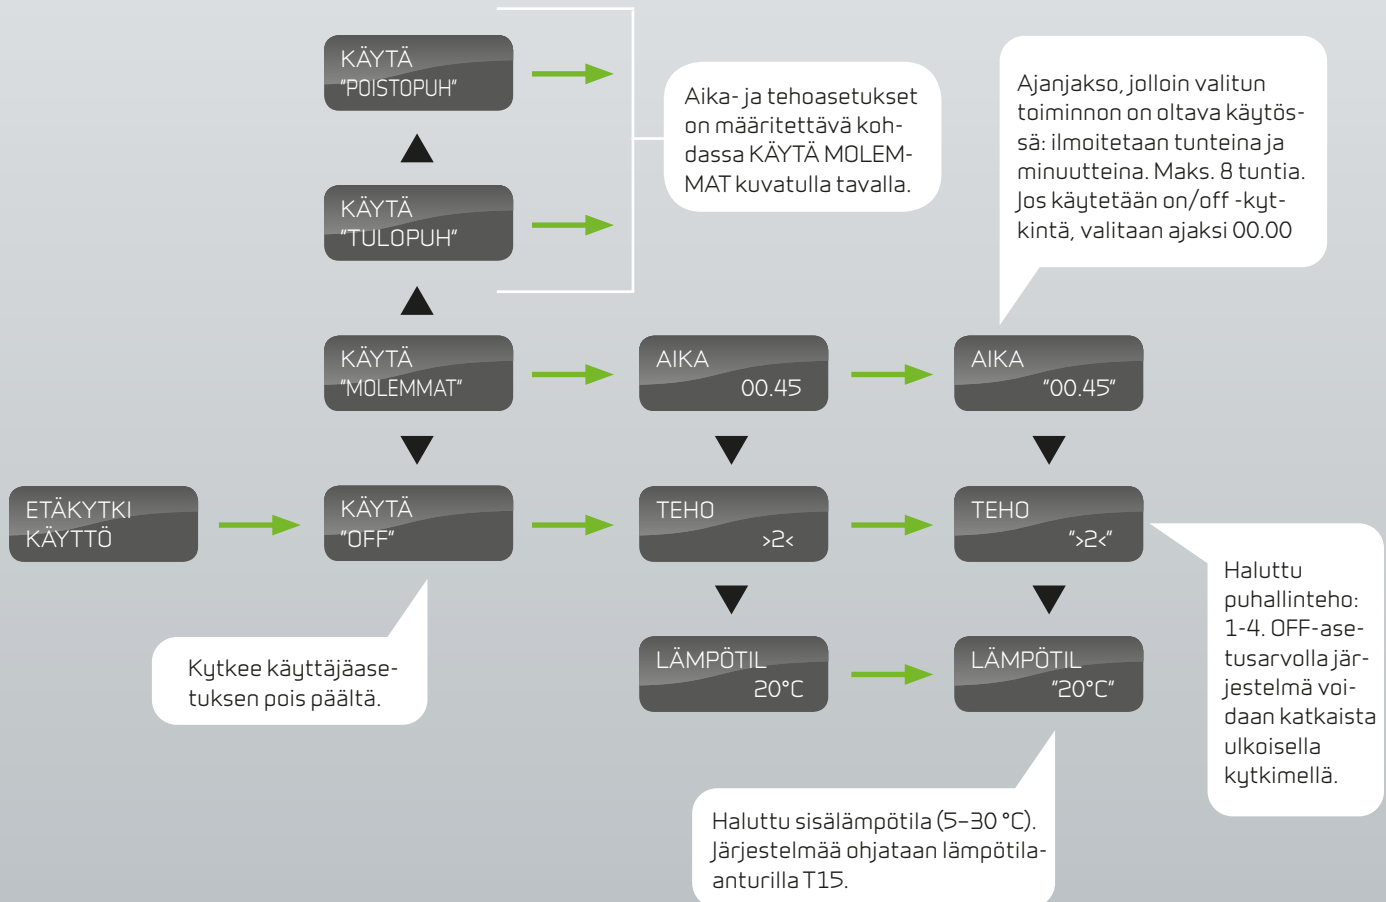 KÄYTÄ
"POISTOPUH"
Aika- ja tehoasetukset
on määritettävä koh-
dassa KÄYTÄ MOLEM-
MAT kuvatulla tavalla.
Ajanjakso, jolloin valitun
toiminnon on oltava käytös-
sä: ilmoitetaan tunteina ja
minuutteina. Maks. 8 tuntia.
Jos käytetään on/off -kyt-
kintä, valitaan ajaksi 00.00
KÄYTÄ
"TULOPUH"
KÄYTÄ
"MOLEMMAT"
AIKA
00.45
AIKA
"00.45"
ETÄKYTKI
KÄYTTÖ
KÄYTÄ
"OFF"
TEHO
>2<
TEHO
">2<"
Kytkee käyttäjäase-
tuksen pois päältä.
LÄMPÖTIL
20°C
LÄMPÖTIL
"20°C"
Haluttu
puhallinteho:
1-4. OFF-ase-
tusarvolla jär-
jestelmä voi-
daan katkaista
ulkoisella
kytkimellä.
Haluttu sisälämpötila (5–30 °C).
Järjestelmää ohjataan lämpötila-
anturilla T15.